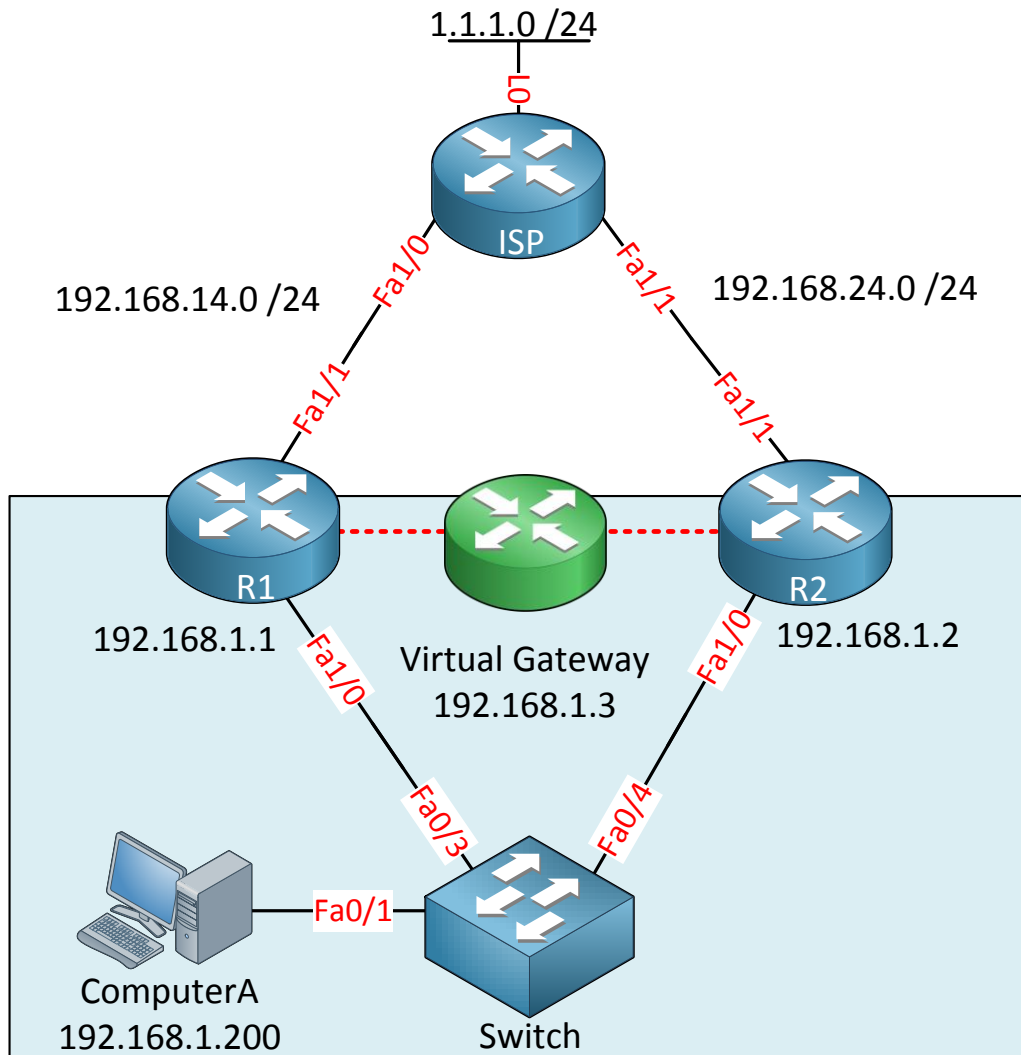 1.1.1.0 /24
L0
ISP
Fa1/0
Fa1/1
192.168.14.0 /24
192.168.24.0 /24
Fa1/1
Fa1/1
R1
R2
192.168.1.1
Virtual Gateway
192.168.1.3
192.168.1.2
Fa1/0
Fa1/0
Fa0/3
Fa0/4
Fa0/1
ComputerA
192.168.1.200
Switch